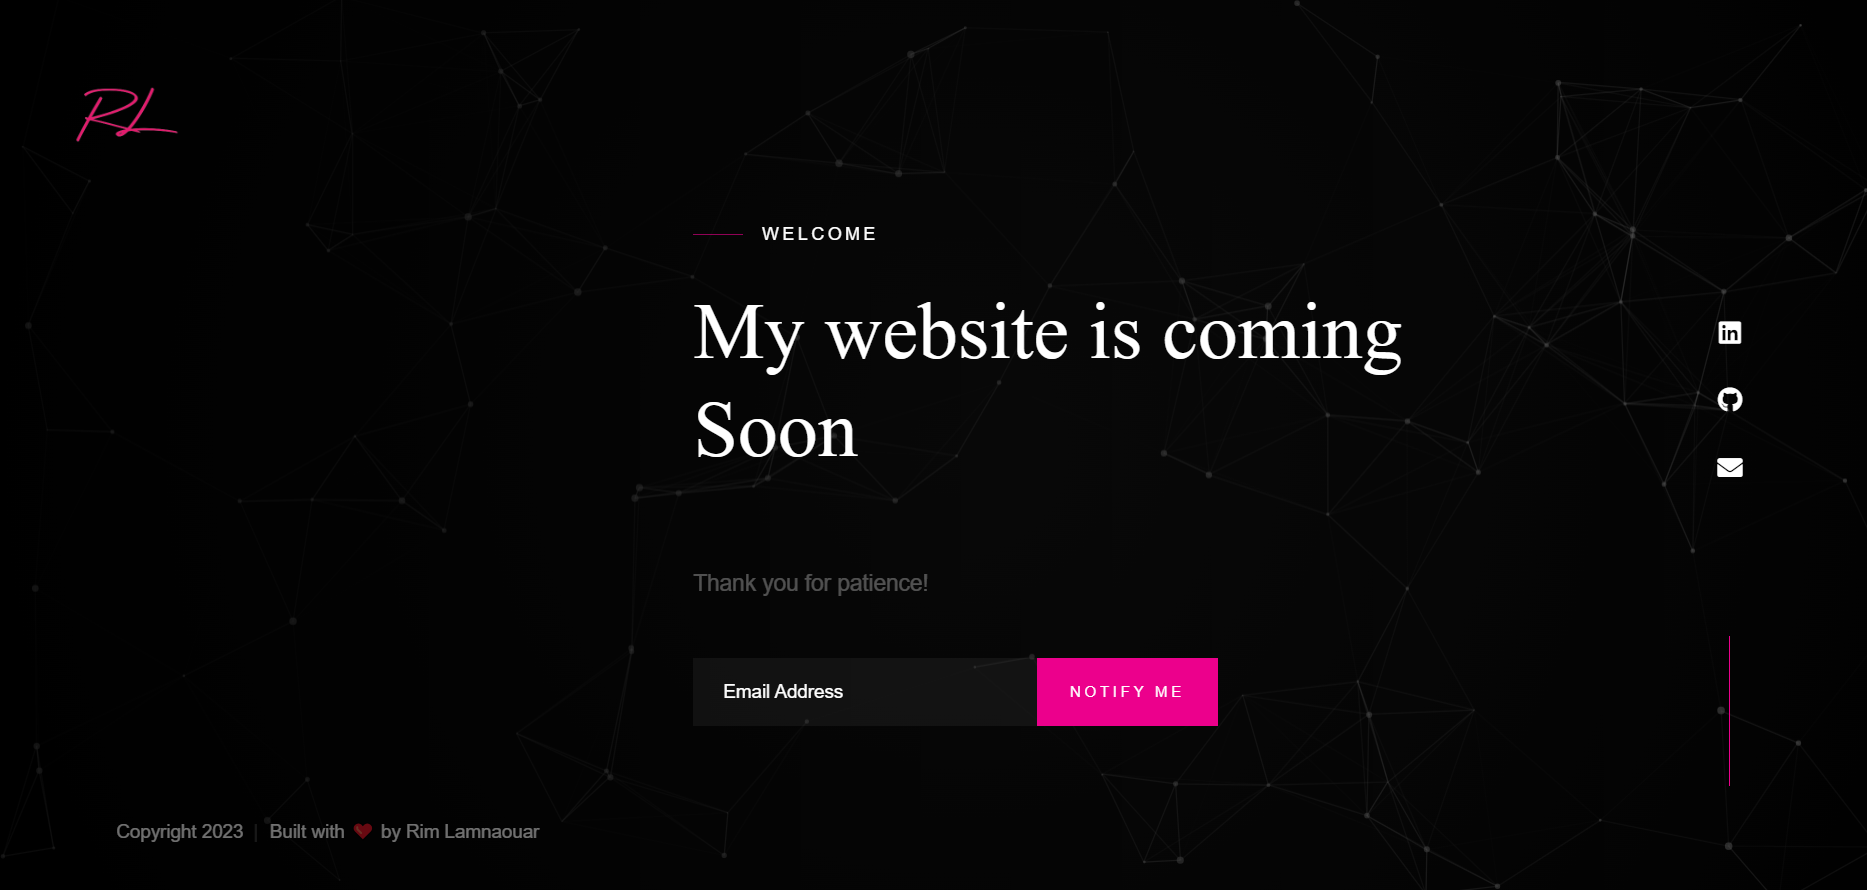 RL
WELCOME
My website is coming
Soon
in
Thank you for patience!
Email Address
NOTIFY ME
Copyright 2023 | Built with ❤ by Rim Lamnaouar